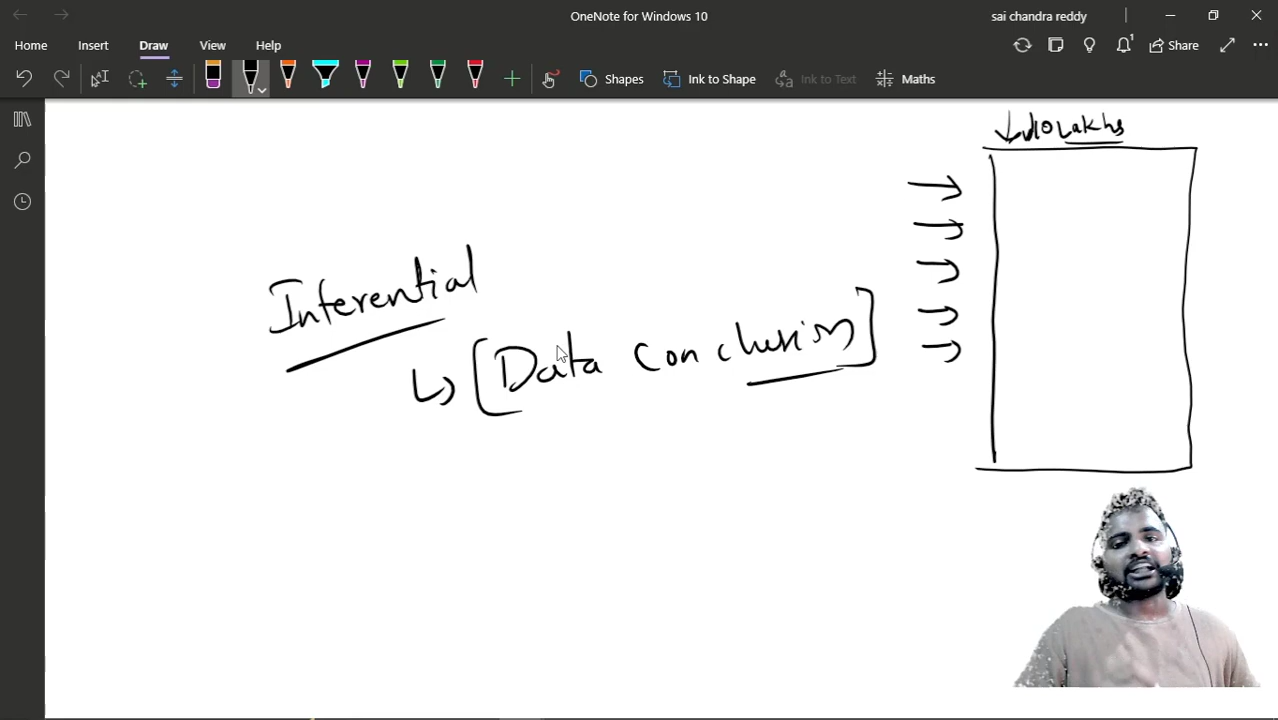 OneNote for Windows 10
sai chandra reddy
Home Insert Draw View Help
Share
Shapes
Ink to Shape
Ink to Text
Maths
10 Lakhs
Inferential
[Data Conclusion]